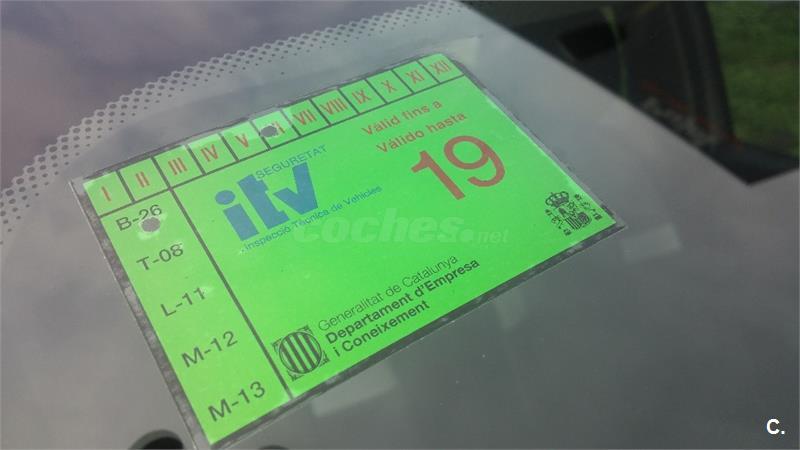 I II III IV V VI VII VIII IX X XI XII
B-26
T-08
L-11
M-12
M-13
SEGURETAT
itv
Inspecció Tècnica de Vehicles
Vàlid fins a
Válido hasta
19
coches.net
Generalitat de Catalunya
Departament d'Empresa
i Coneixement
C.